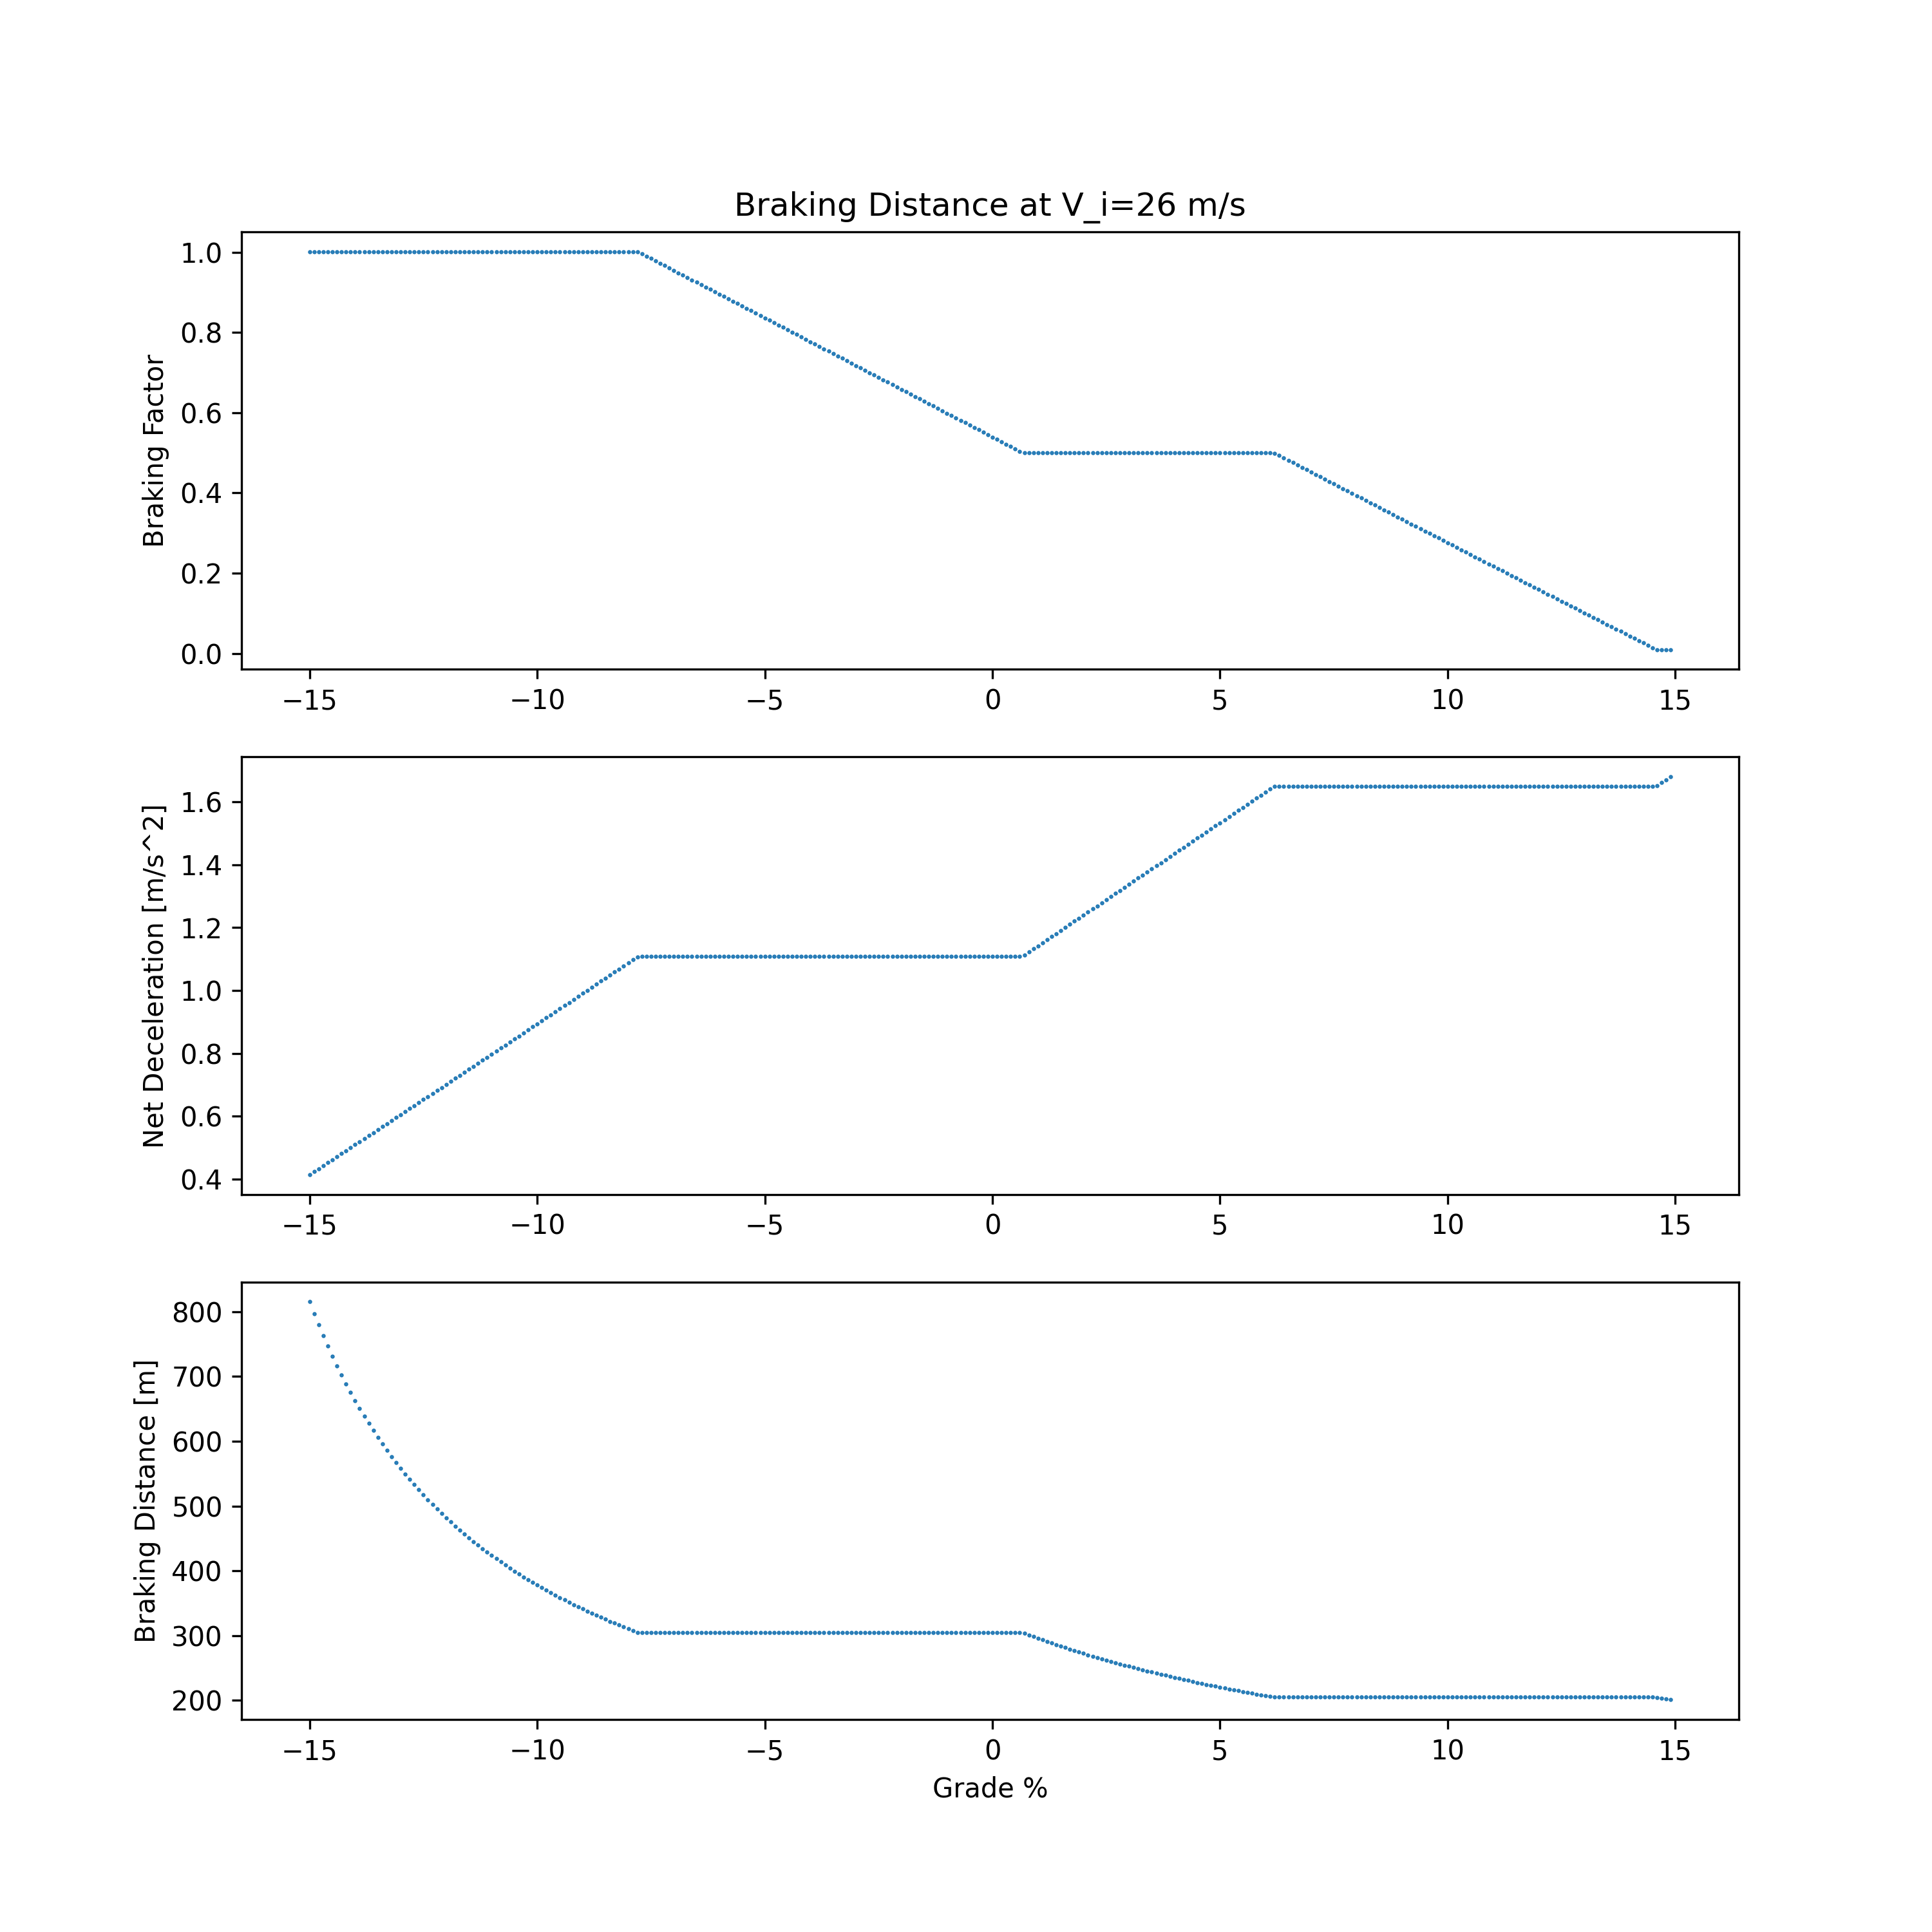 Braking Distance at V_i=26 m/s
Braking Factor
1.0
0.8
0.6
0.4
0.2
0.0
−15 −10 −5 0 5 10 15
Net Deceleration [m/s^2]
1.6
1.4
1.2
1.0
0.8
0.6
0.4
−15 −10 −5 0 5 10 15
Braking Distance [m]
800
700
600
500
400
300
200
−15 −10 −5 0 5 10 15
Grade %